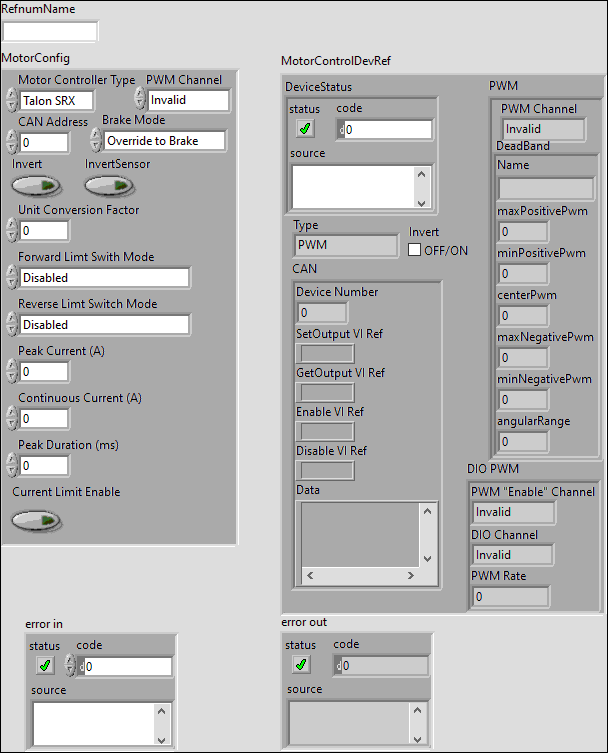 RefnumName
MotorConfig
Motor Controller Type
PWM Channel
Talon SRX
Invalid
CAN Address
Brake Mode
0
Override to Brake
Invert
InvertSensor
Unit Conversion Factor
0
Forward Limt Swith Mode
Disabled
Reverse Limt Switch Mode
Disabled
Peak Current (A)
0
Continuous Current (A)
0
Peak Duration (ms)
0
Current Limit Enable
MotorControlDevRef
DeviceStatus
status
code
d0
source
Type
PWM
Invert
OFF/ON
CAN
Device Number
0
SetOutput VI Ref
GetOutput VI Ref
Enable VI Ref
Disable VI Ref
Data
PWM
PWM Channel
Invalid
DeadBand
Name
maxPositivePwm
0
minPositivePwm
0
centerPwm
0
maxNegativePwm
0
minNegativePwm
0
angularRange
0
DIO PWM
PWM "Enable" Channel
Invalid
DIO Channel
Invalid
PWM Rate
0
error in
status
code
d0
source
error out
status
code
d0
source